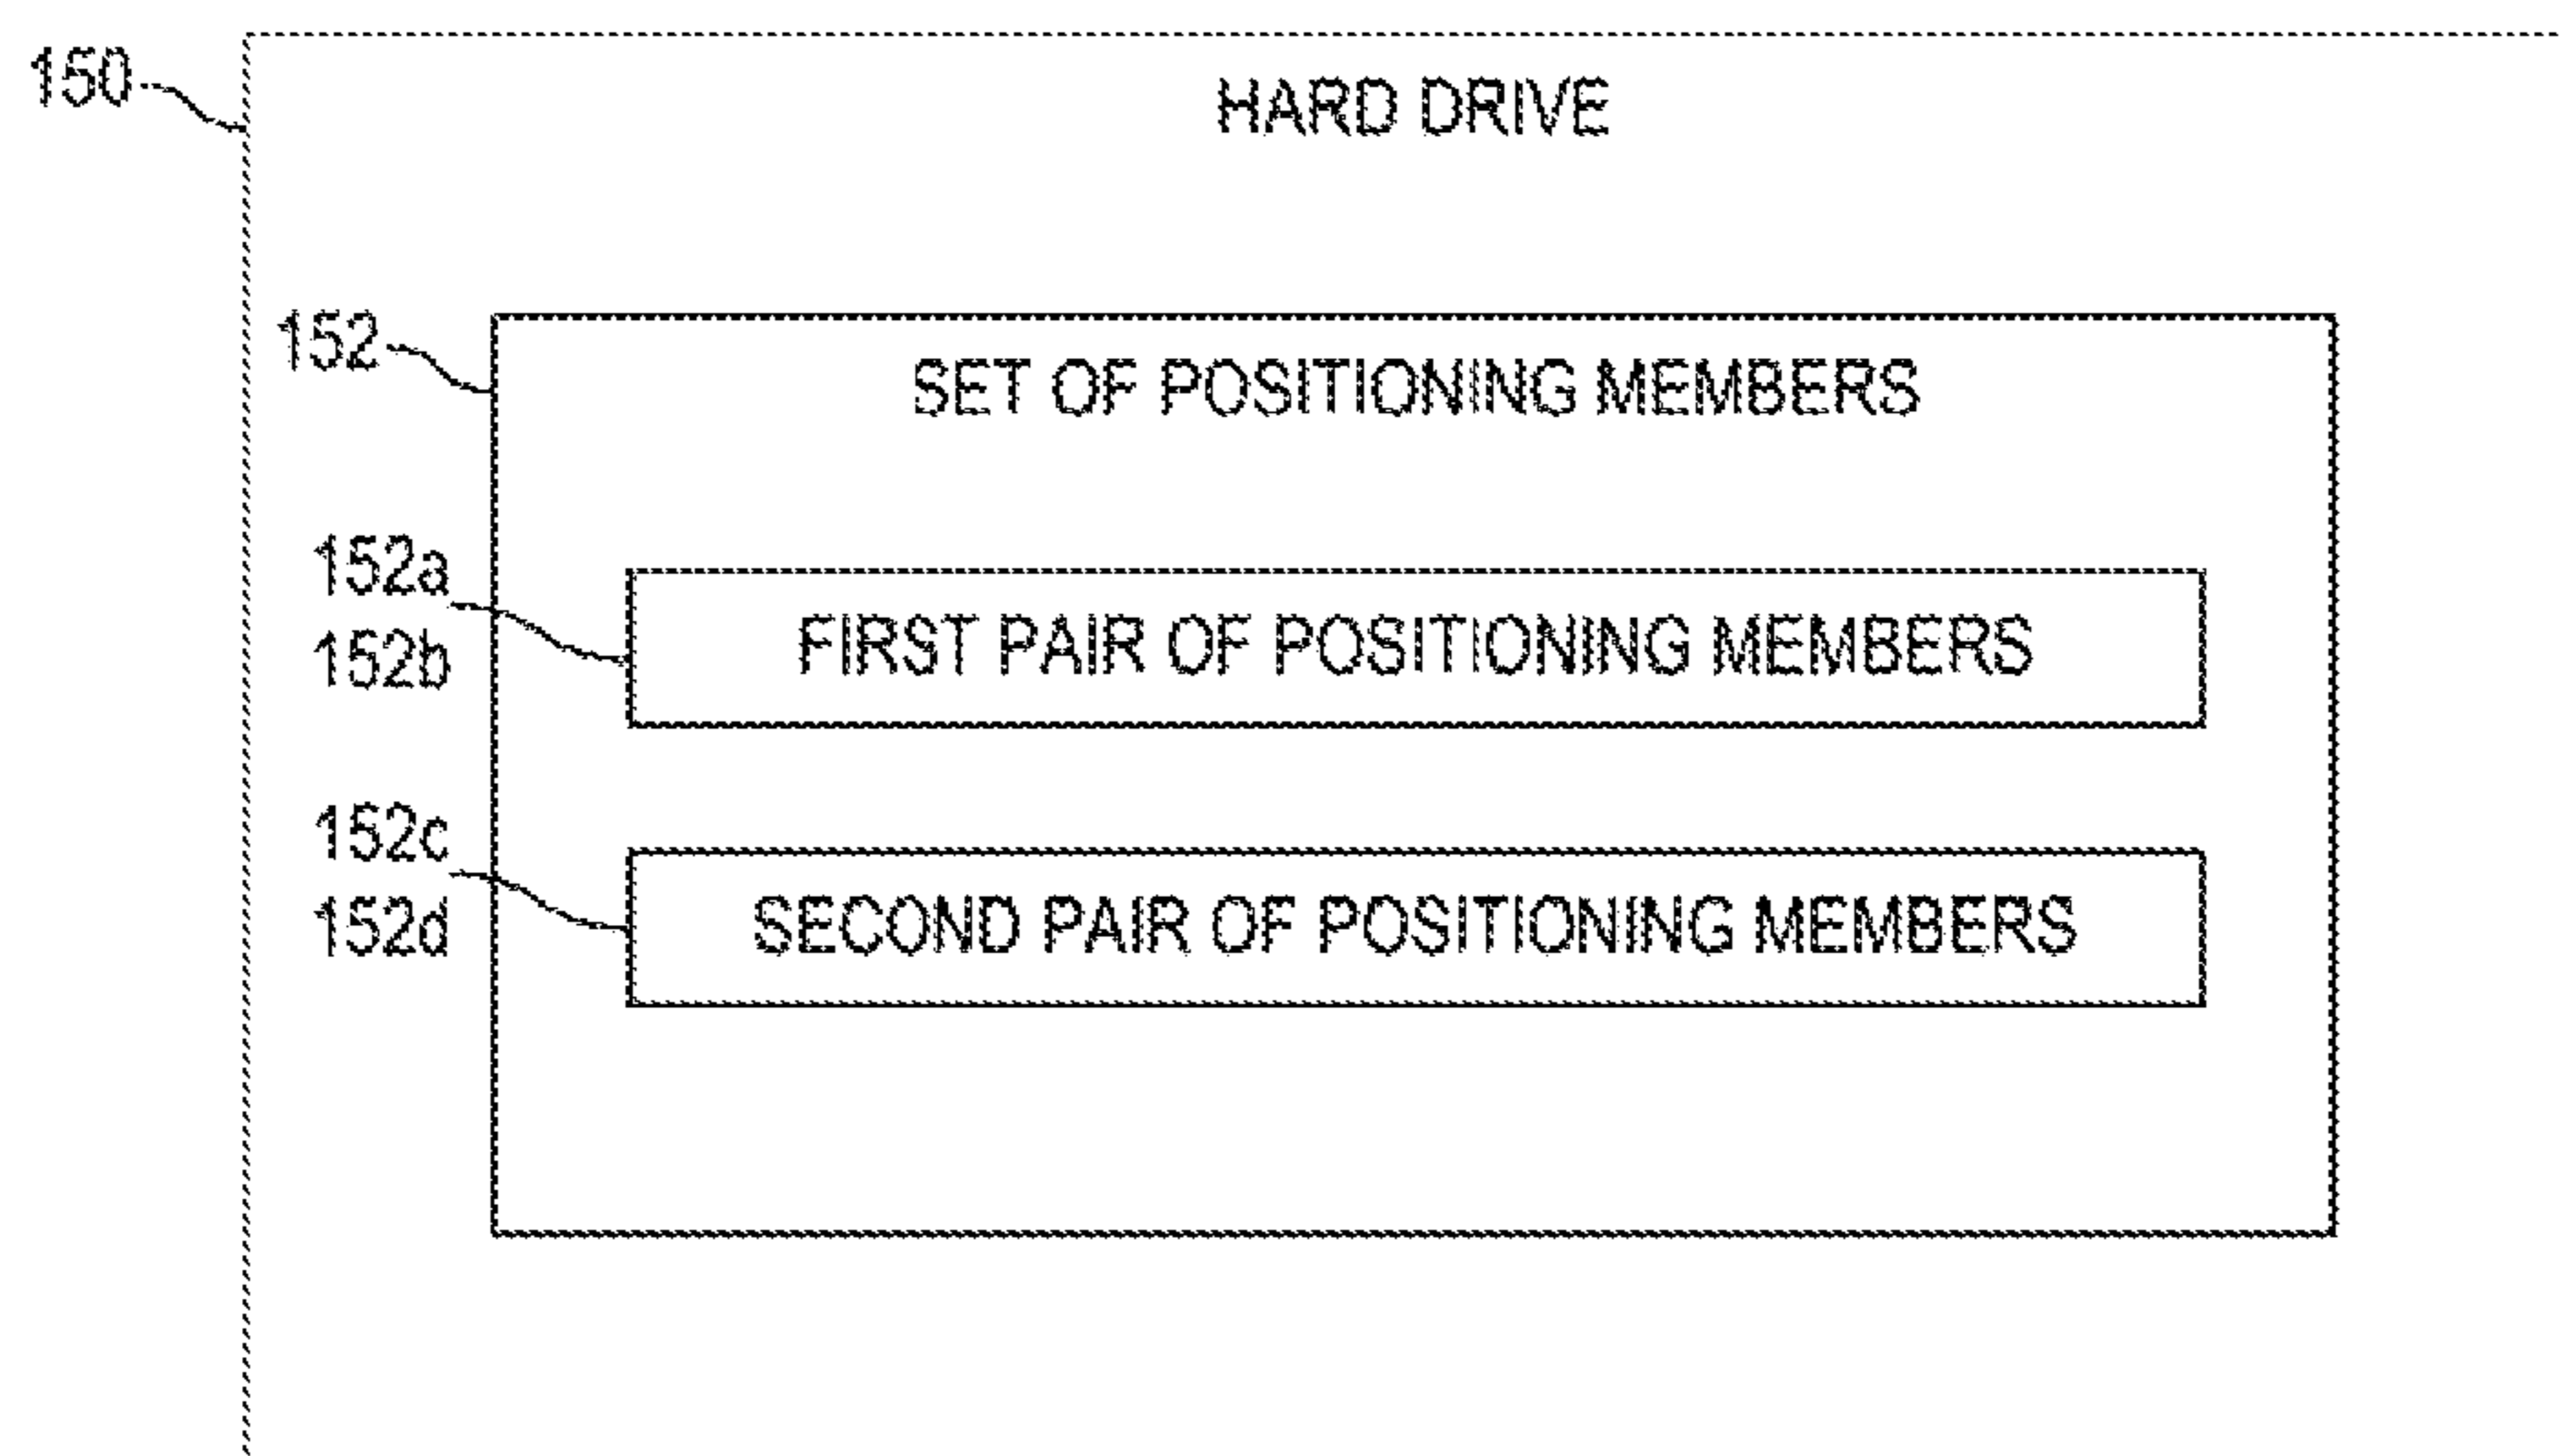 150
HARD DRIVE
152
SET OF POSITIONING MEMBERS
152a
152b
FIRST PAIR OF POSITIONING MEMBERS
152c
152d
SECOND PAIR OF POSITIONING MEMBERS